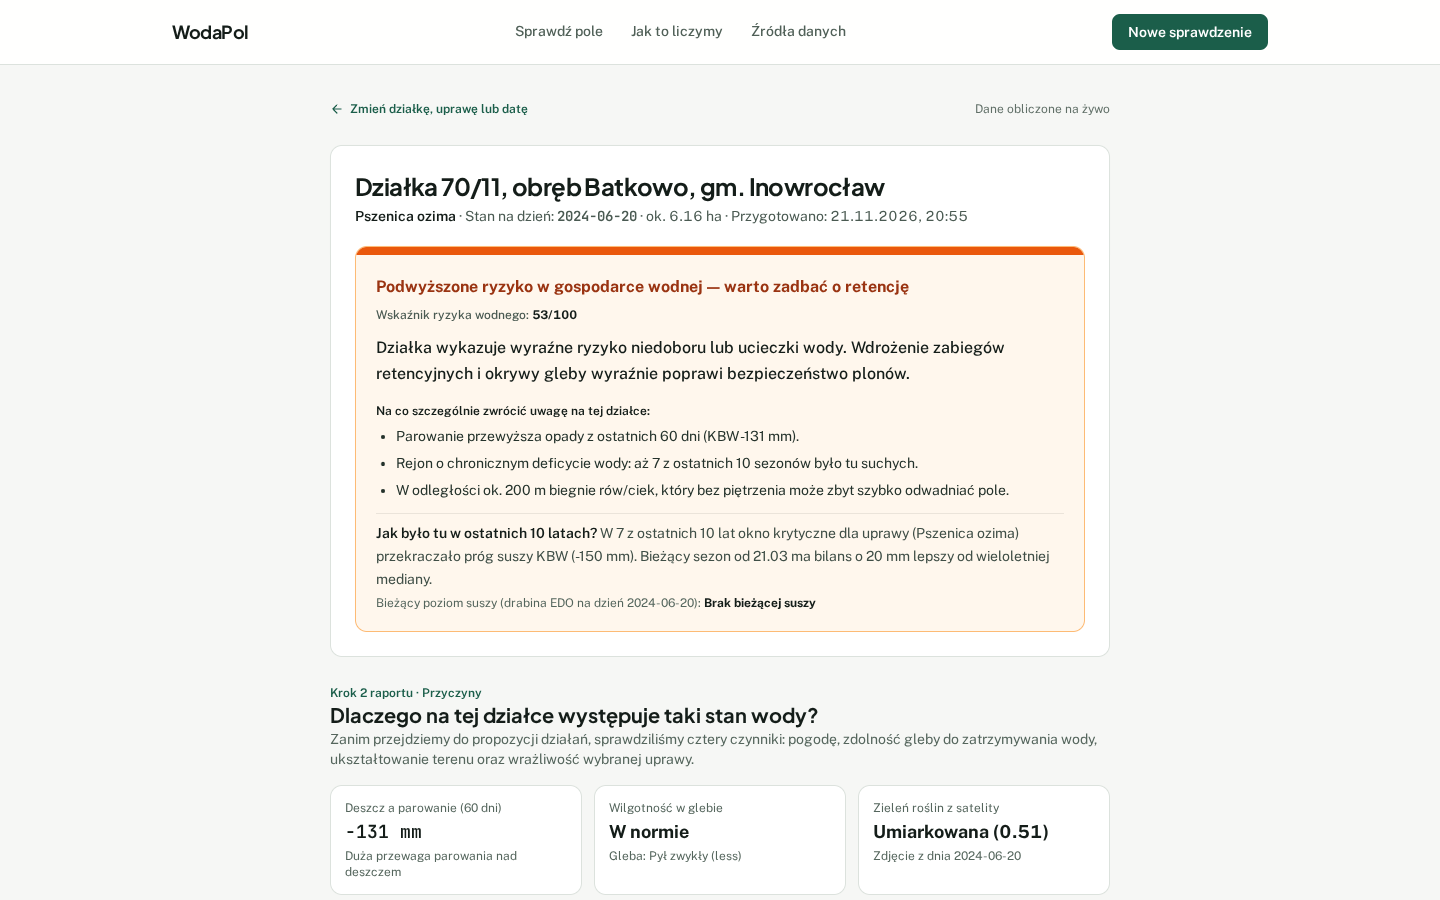 WodaPol
Sprawdź pole
Jak to liczymy
Źródła danych
Nowe sprawdzenie
← Zmień działkę, uprawę lub datę
Dane obliczone na żywo
Działka 70/11, obręb Batkowo, gm. Inowrocław
Pszenica ozima · Stan na dzień: 2024-06-20 · ok. 6.16 ha · Przygotowano: 21.11.2026, 20:55
Podwyższone ryzyko w gospodarce wodnej — warto zadbać o retencję
Wskaźnik ryzyka wodnego: 53/100
Działka wykazuje wyraźne ryzyko niedoboru lub ucieczki wody. Wdrożenie zabiegów
retencyjnych i okrywy gleby wyraźnie poprawi bezpieczeństwo plonów.
Na co szczególnie zwrócić uwagę na tej działce:
• Parowanie przewyższa opady z ostatnich 60 dni (KBW -131 mm).
• Rejon o chronicznym deficycie wody: aż 7 z ostatnich 10 sezonów było tu suchych.
• W odległości ok. 200 m biegnie rów/ciek, który bez piętrzenia może zbyt szybko odwadniać pole.
Jak było tu w ostatnich 10 latach? W 7 z ostatnich 10 lat okno krytyczne dla uprawy (Pszenica ozima)
przekraczało próg suszy KBW (-150 mm). Bieżący sezon od 21.03 ma bilans o 20 mm lepszy od wieloletniej
mediany.
Bieżący poziom suszy (drabina EDO na dzień 2024-06-20): Brak bieżącej suszy
Krok 2 raportu · Przyczyny
Dlaczego na tej działce występuje taki stan wody?
Zanim przejdziemy do propozycji działań, sprawdziliśmy cztery czynniki: pogodę, zdolność gleby do zatrzymywania wody,
ukształtowanie terenu oraz wrażliwość wybranej uprawy.
Deszcz a parowanie (60 dni)
-131 mm
Duża przewaga parowania nad
deszczem
Wilgotność w glebie
W normie
Gleba: Pył zwykły (less)
Zieleń roślin z satelity
Umiarkowana (0.51)
Zdjęcie z dnia 2024-06-20